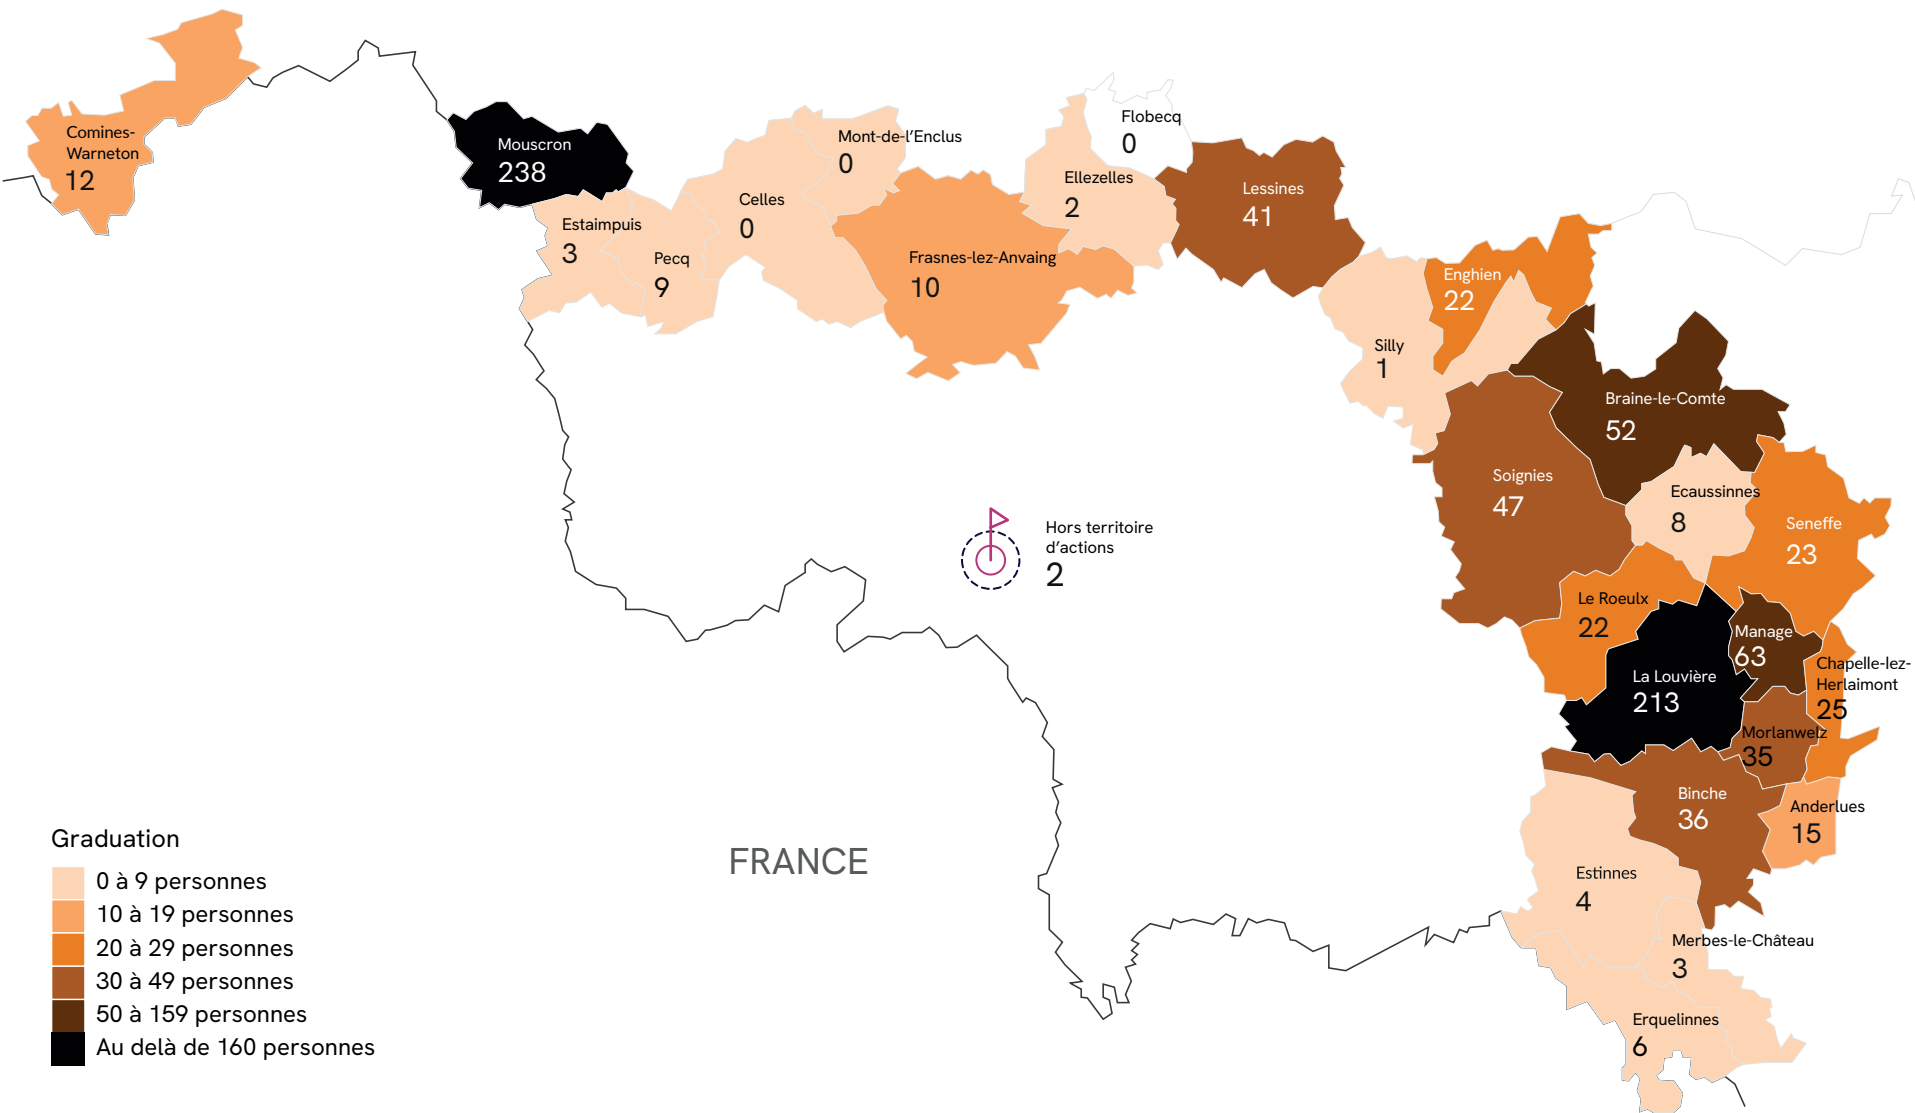 Comines-
Warneton
12
Mouscron
238
Estaimpuis
3
Pecq
9
Celles
0
Mont-de-l’Enclus
0
Frasnes-lez-Anvaing
10
Ellezelles
2
Flobecq
0
Lessines
41
Enghien
22
Silly
1
Braine-le-Comte
52
Soignies
47
Ecaussinnes
8
Seneffe
23
Le Roeulx
22
Manage
63
La Louvière
213
Chapelle-lez-
Herlaimont
25
Morlanwelz
35
Binche
36
Anderlues
15
Estinnes
4
Merbes-le-Château
3
Erquelinnes
6
Hors territoire
d’actions
2
FRANCE
Graduation
0 à 9 personnes
10 à 19 personnes
20 à 29 personnes
30 à 49 personnes
50 à 159 personnes
Au delà de 160 personnes